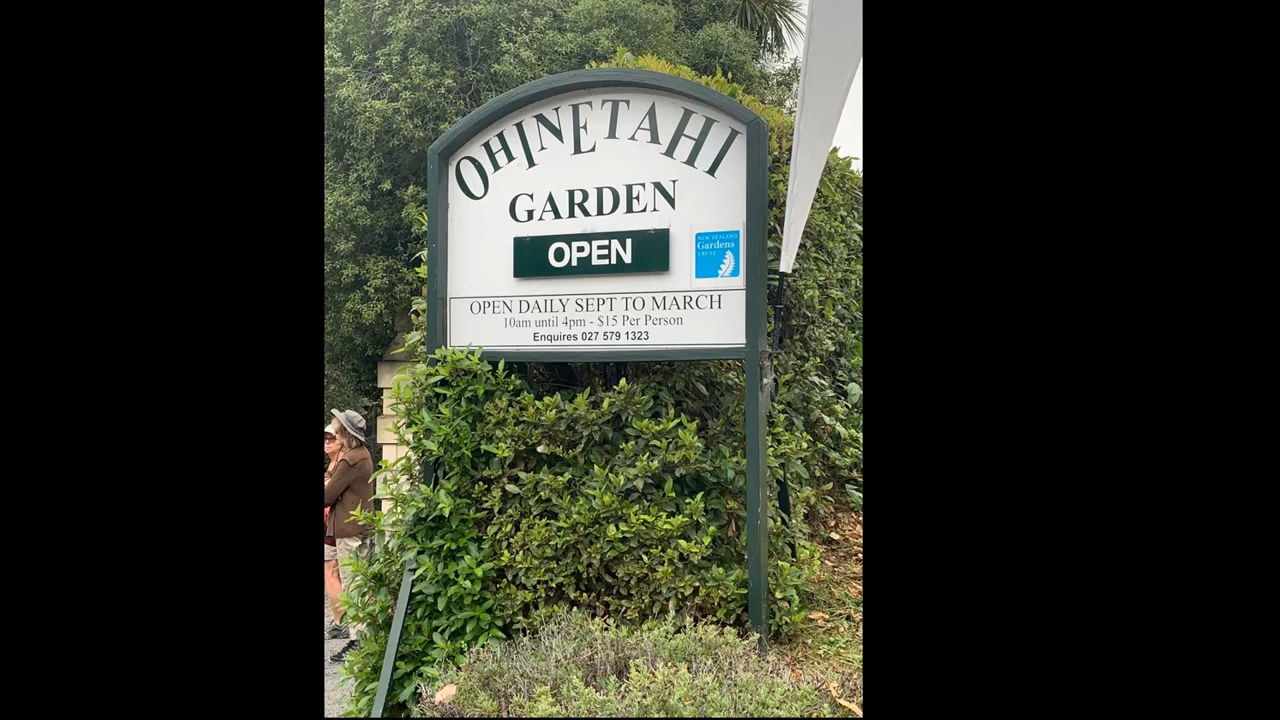 OHINETAHI
GARDEN
OPEN
NEW ZEALAND
Gardens
TRUST
OPEN DAILY SEPT TO MARCH
10am until 4pm - $15 Per Person
Enquires 027 579 1323